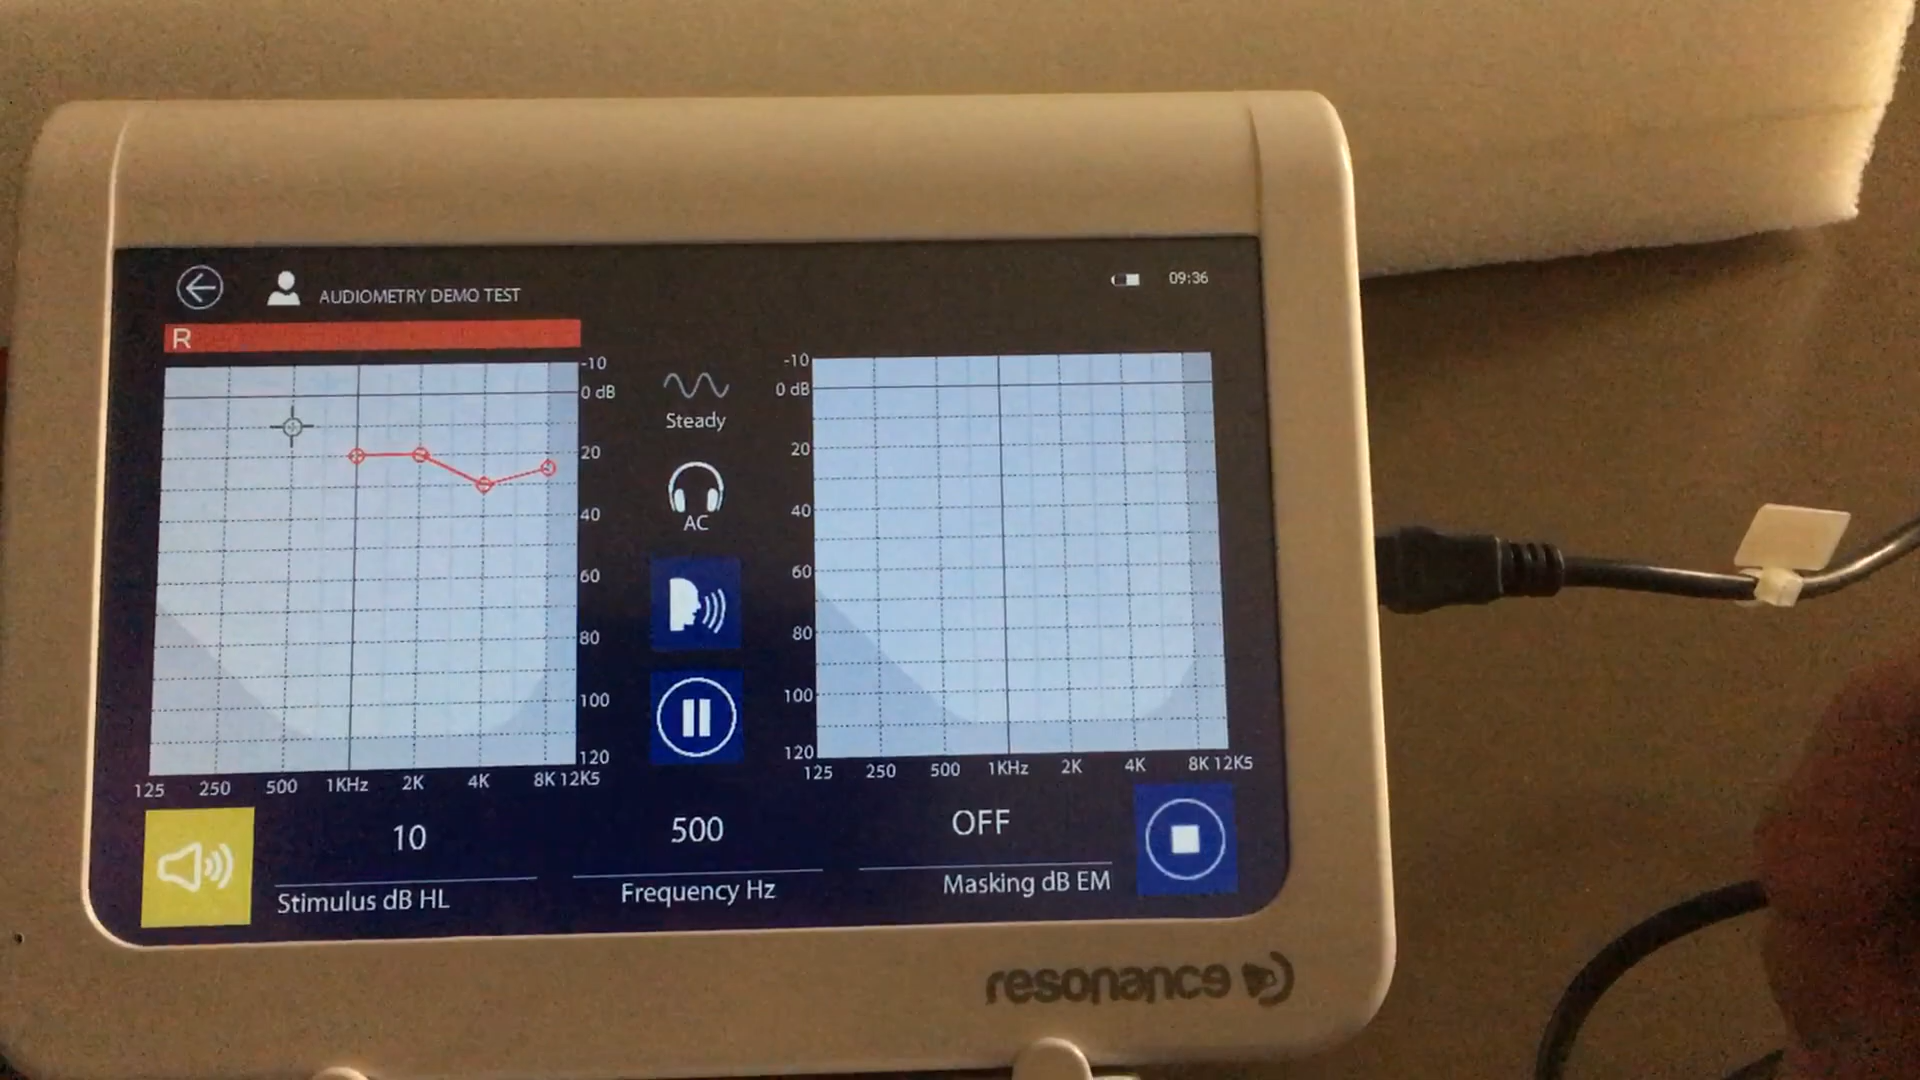 AUDIOMETRY DEMO TEST
09:36
R
-10
0 dB
20
40
60
80
100
120
125 250 500 1KHz 2K 4K 8K 12K5
Steady
AC
-10
0 dB
20
40
60
80
100
120
125 250 500 1KHz 2K 4K 8K 12K5
10
Stimulus dB HL
500
Frequency Hz
OFF
Masking dB EM
resonance